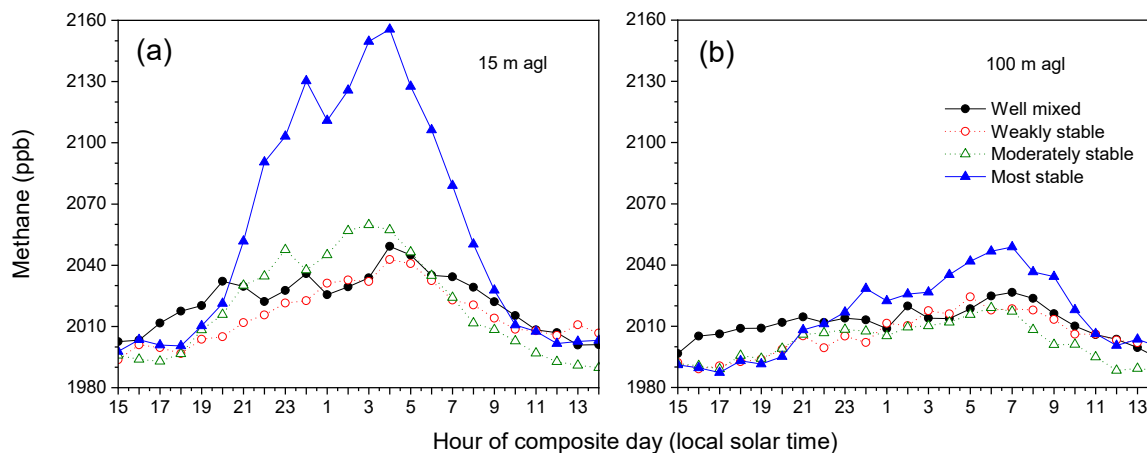 Methane (ppb)
2160
2130
2100
2070
2040
2010
1980
(a)
15 m agl
15 17 19 21 23 1 3 5 7 9 11 13
2160
2130
2100
2070
2040
2010
1980
(b)
100 m agl
Well mixed
Weakly stable
Moderately stable
Most stable
15 17 19 21 23 1 3 5 7 9 11 13
Hour of composite day (local solar time)